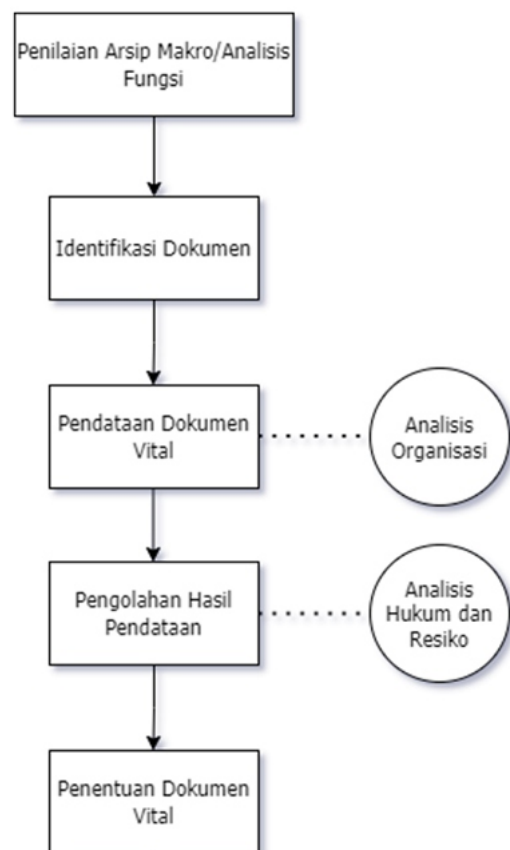 Penilaian Arsip Makro/Analisis
Fungsi
Identifikasi Dokumen
Pendataan Dokumen
Vital
Analisis
Organisasi
Pengolahan Hasil
Pendataan
Analisis
Hukum dan
Resiko
Penentuan Dokumen
Vital